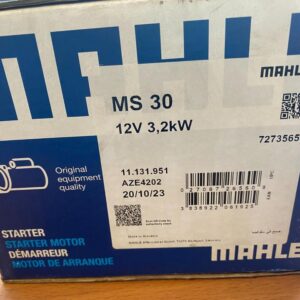 MAHLE
MAHLE
MS 30
12V 3,2kW
7273565
Original
equipment
quality
11.131.951
AZE4202
20/10/23
STARTER
STARTER MOTOR
DÉMARREUR
MOTOR DE ARRANQUE
MAHLE